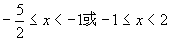 -5/2 ≤ x < -1或 -1 ≤ x < 2